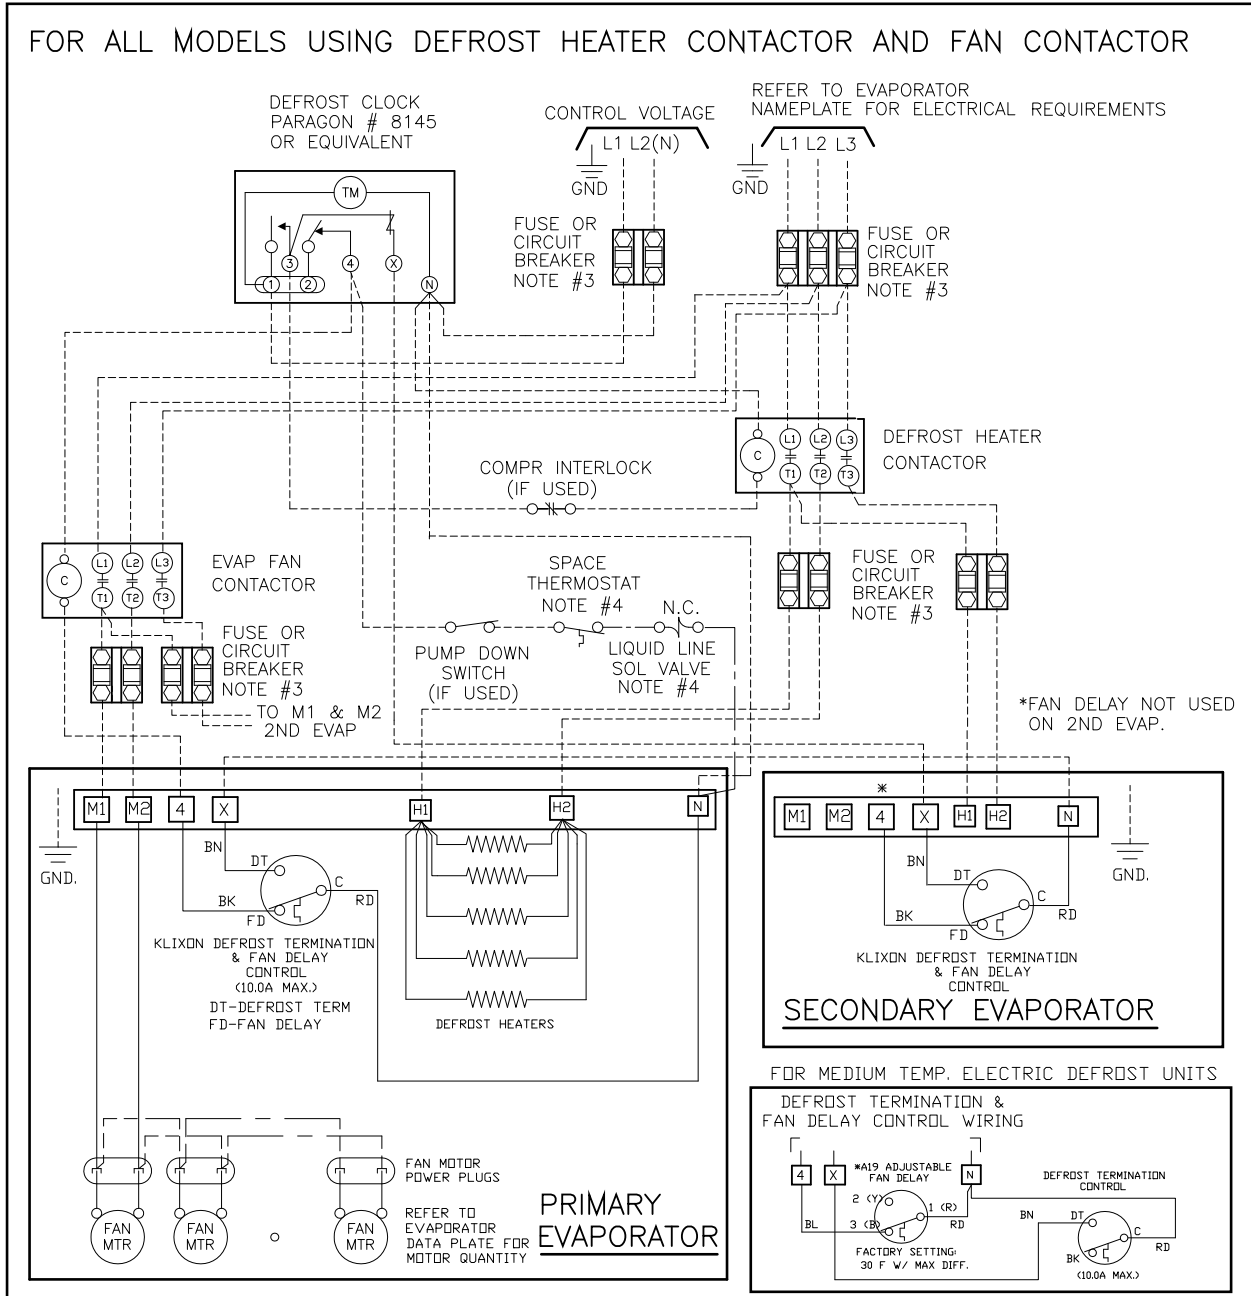 FOR ALL MODELS USING DEFROST HEATER CONTACTOR AND FAN CONTACTOR
DEFROST CLOCK
PARAGON # 8145
OR EQUIVALENT
CONTROL VOLTAGE
L1 L2(N)
GND
REFER TO EVAPORATOR
NAMEPLATE FOR ELECTRICAL REQUIREMENTS
L1 L2 L3
GND
TM
3
4
X
1
2
N
FUSE OR
CIRCUIT
BREAKER
NOTE #3
FUSE OR
CIRCUIT
BREAKER
NOTE #3
C
L1
L2
L3
T1
T2
T3
DEFROST HEATER
CONTACTOR
COMPR INTERLOCK
(IF USED)
C
L1
L2
L3
T1
T2
T3
EVAP FAN
CONTACTOR
SPACE
THERMOSTAT
NOTE #4
N.C.
FUSE OR
CIRCUIT
BREAKER
NOTE #3
FUSE OR
CIRCUIT
BREAKER
NOTE #3
PUMP DOWN
SWITCH
(IF USED)
LIQUID LINE
SOL VALVE
NOTE #4
TO M1 & M2
2ND EVAP
*FAN DELAY NOT USED
ON 2ND EVAP.
M1
M2
4
X
H1
H2
N
GND.
BN
DT
C
RD
BK
FD
KLIXON DEFROST TERMINATION
& FAN DELAY
CONTROL
(10.0A MAX.)
DT-DEFROST TERM
FD-FAN DELAY
DEFROST HEATERS
*
M1
M2
4
X
H1
H2
N
GND.
BN
DT
C
RD
BK
FD
KLIXON DEFROST TERMINATION
& FAN DELAY
CONTROL
SECONDARY EVAPORATOR
FAN MOTOR
POWER PLUGS
FAN
MTR
FAN
MTR
FAN
MTR
REFER TO
EVAPORATOR
DATA PLATE FOR
MOTOR QUANTITY
PRIMARY
EVAPORATOR
FOR MEDIUM TEMP. ELECTRIC DEFROST UNITS
DEFROST TERMINATION &
FAN DELAY CONTROL WIRING
4
X
*A19 ADJUSTABLE
FAN DELAY
N
DEFROST TERMINATION
CONTROL
2 (Y)
1 (R)
3 (B)
BL
RD
BN
DT
C
RD
BK
FACTORY SETTING:
30 F W/ MAX DIFF.
(10.0A MAX.)